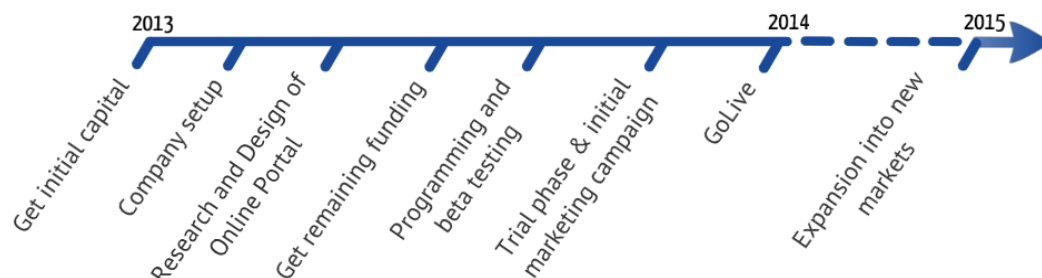 2013
2014
2015
Get initial capital
Company setup
Research and Design of
Online Portal
Get remaining funding
Programming and
beta testing
Trial phase & initial
marketing campaign
GoLive
Expansion into new
markets